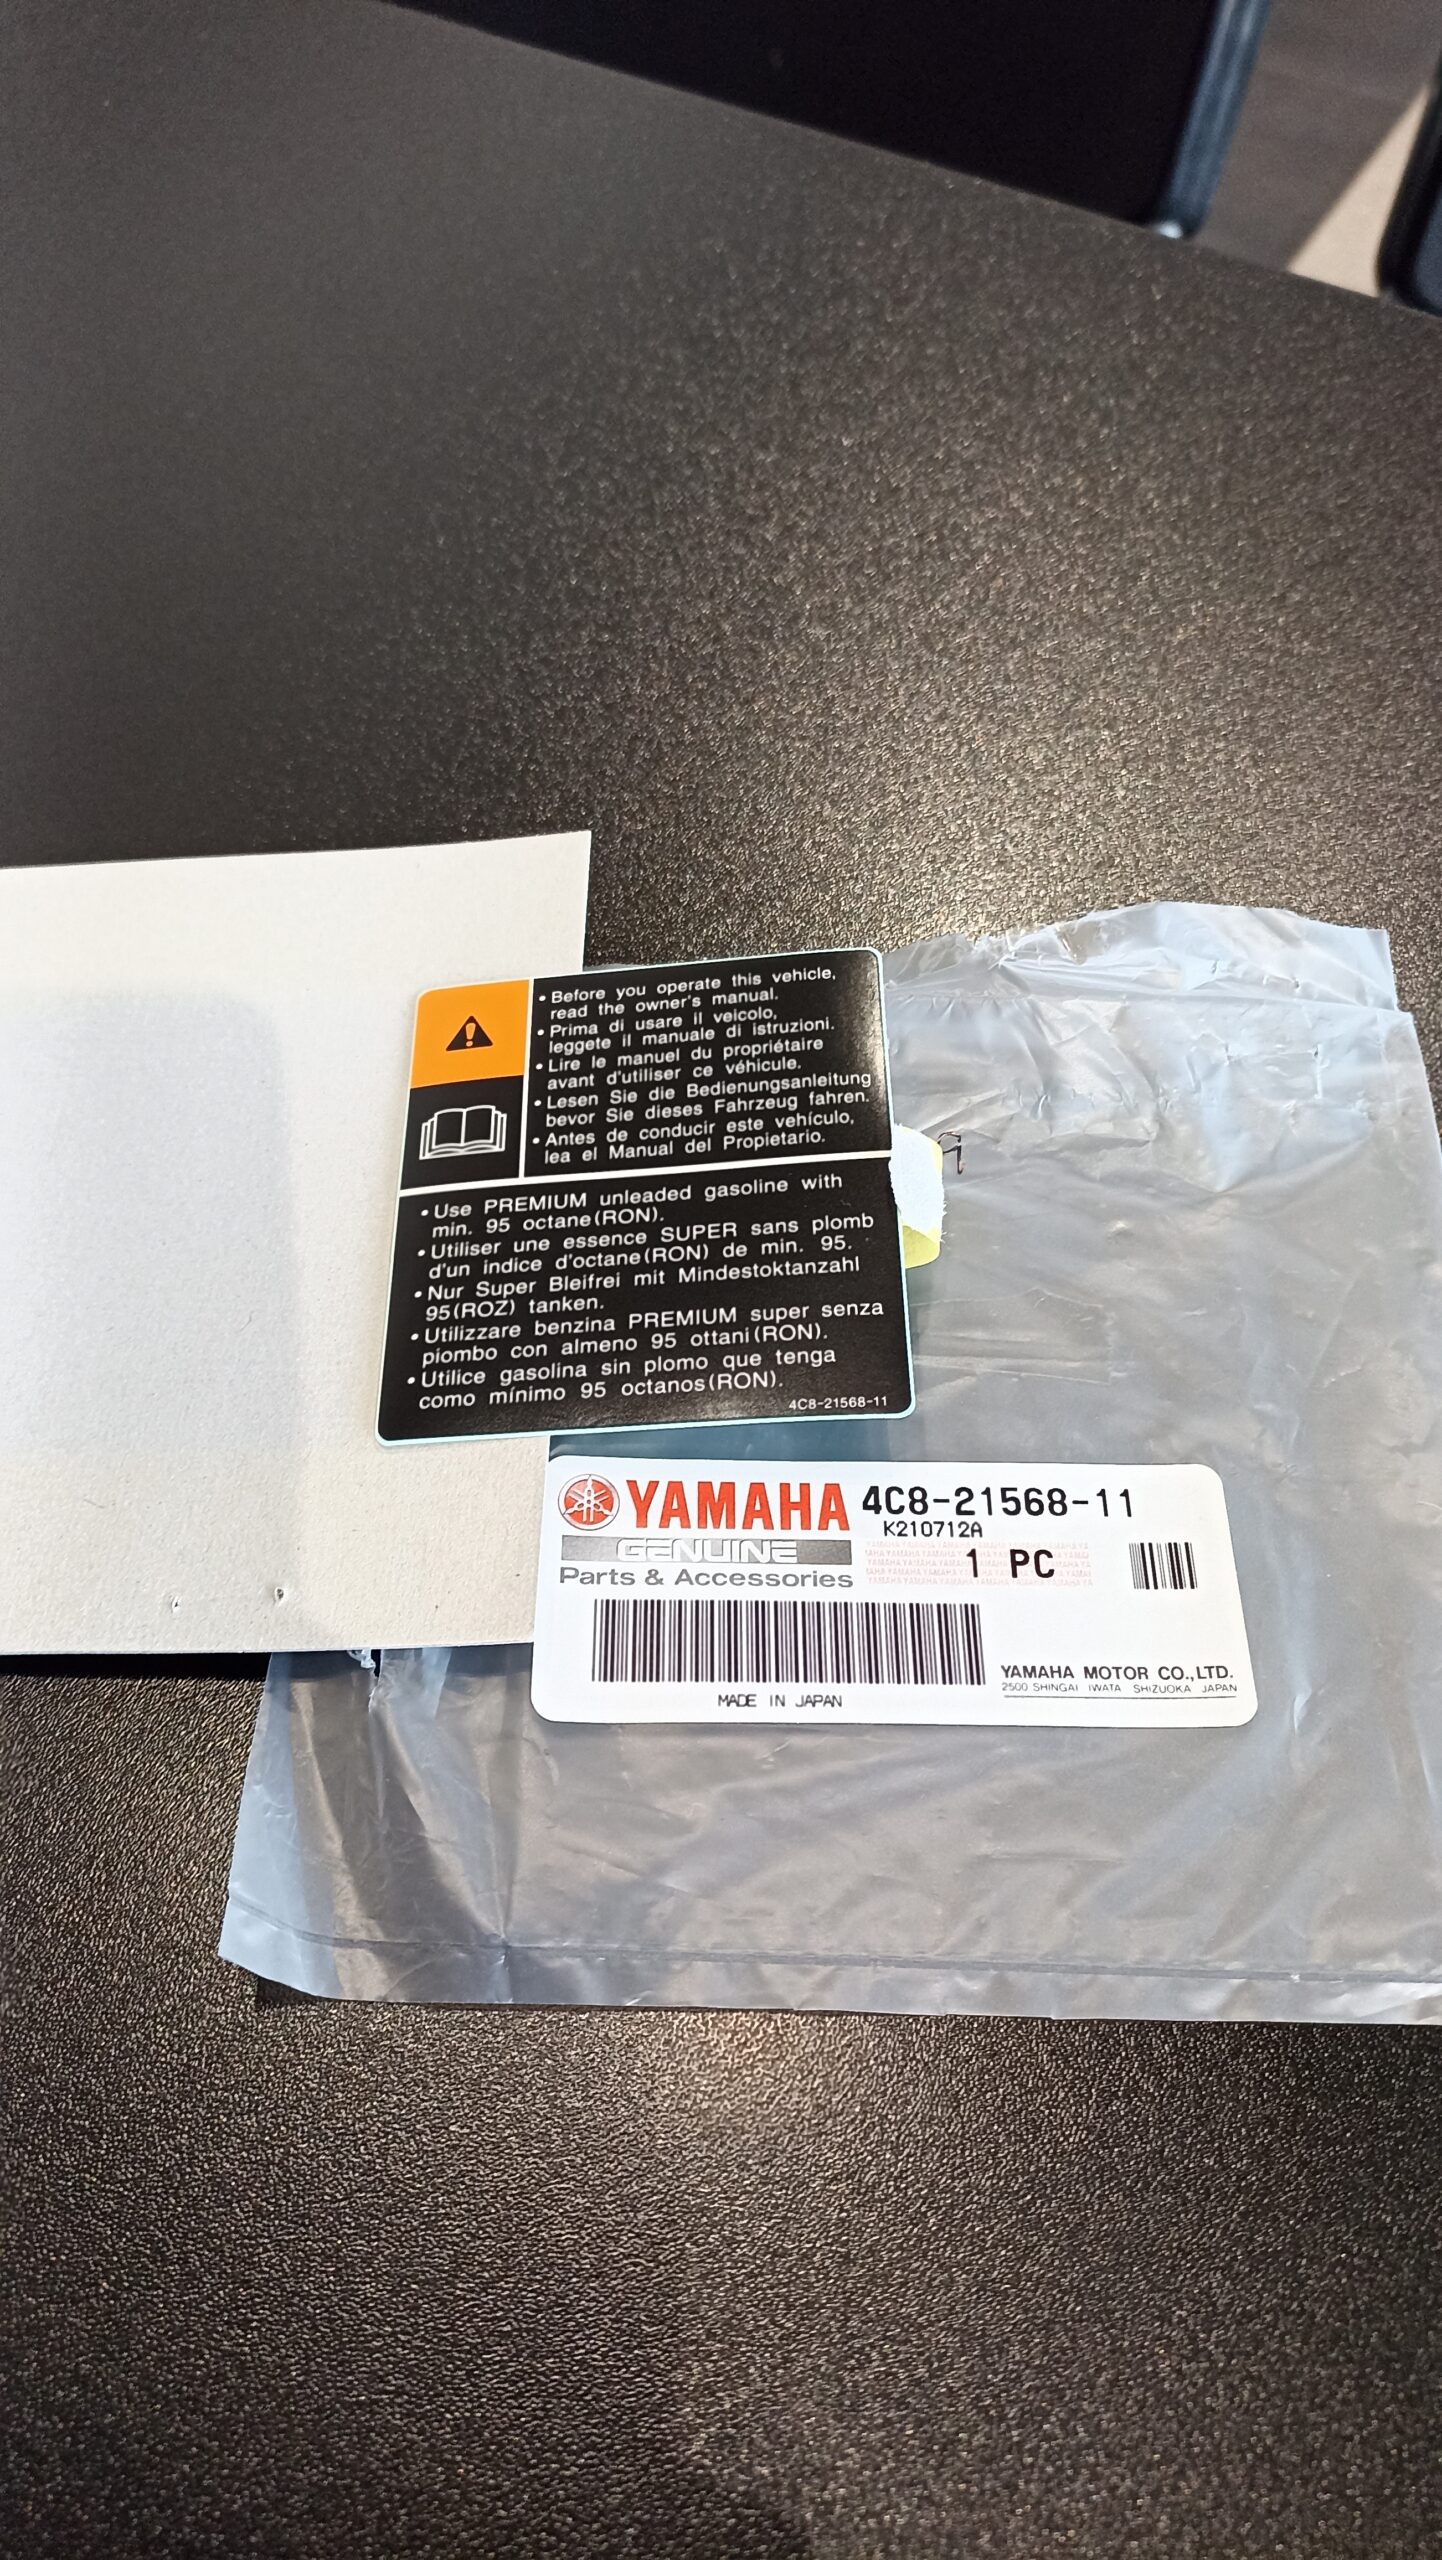 • Before you operate this vehicle,
read the owner's manual.
• Prima di usare il veicolo,
leggete il manuale di istruzioni.
• Lire le manuel du propriétaire
avant d'utiliser ce véhicule.
• Lesen Sie die Bedienungsanleitung
bevor Sie dieses Fahrzeug fahren.
• Antes de conducir este vehículo,
lea el Manual del Propietario.
• Use PREMIUM unleaded gasoline with
min. 95 octane(RON).
• Utiliser une essence SUPER sans plomb
d'un indice d'octane(RON) de min. 95.
• Nur Super Bleifrei mit Mindestoktanzahl
95(ROZ) tanken.
• Utilizzare benzina PREMIUM super senza
piombo con almeno 95 ottani(RON).
• Utilice gasolina sin plomo que tenga
como mínimo 95 octanos(RON).
4C8-21568-11
YAMAHA 4C8-21568-11
K210712A
GENUINE
1 PC
Parts & Accessories
YAMAHA MOTOR CO.,LTD.
2500 SHINGAI IWATA SHIZUOKA JAPAN
MADE IN JAPAN